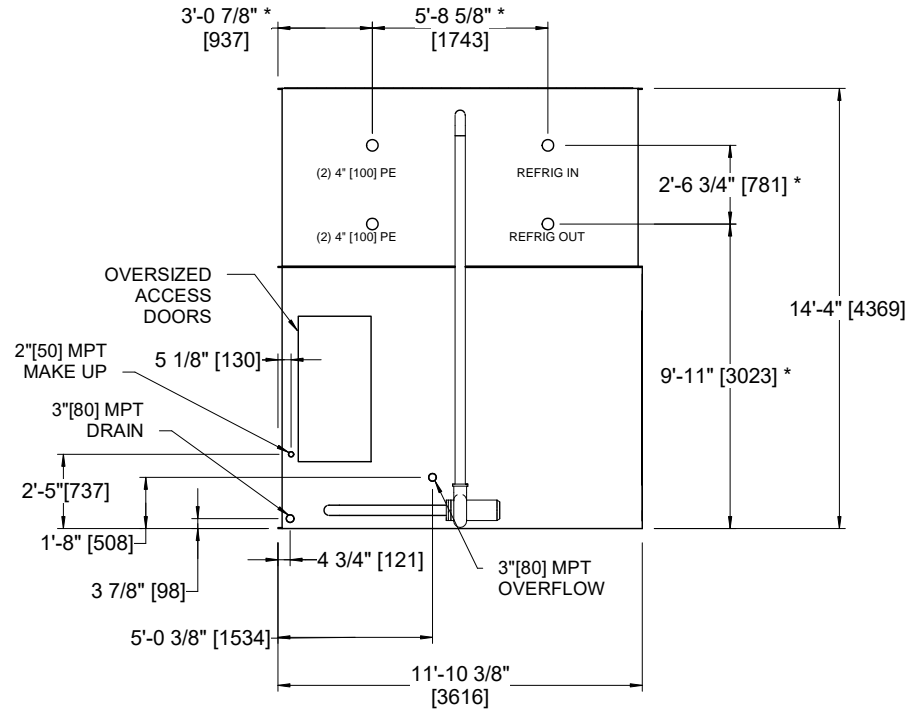 3'-0 7/8" *
[937]
5'-8 5/8" *
[1743]
(2) 4" [100] PE
REFRIG IN
2'-6 3/4" [781] *
(2) 4" [100] PE
REFRIG OUT
OVERSIZED
ACCESS
DOORS
14'-4" [4369]
5 1/8" [130]
2"[50] MPT
MAKE UP
9'-11" [3023] *
3"[80] MPT
DRAIN
2'-5"[737]
1'-8" [508]
4 3/4" [121]
3 7/8" [98]
3"[80] MPT
OVERFLOW
5'-0 3/8" [1534]
11'-10 3/8"
[3616]